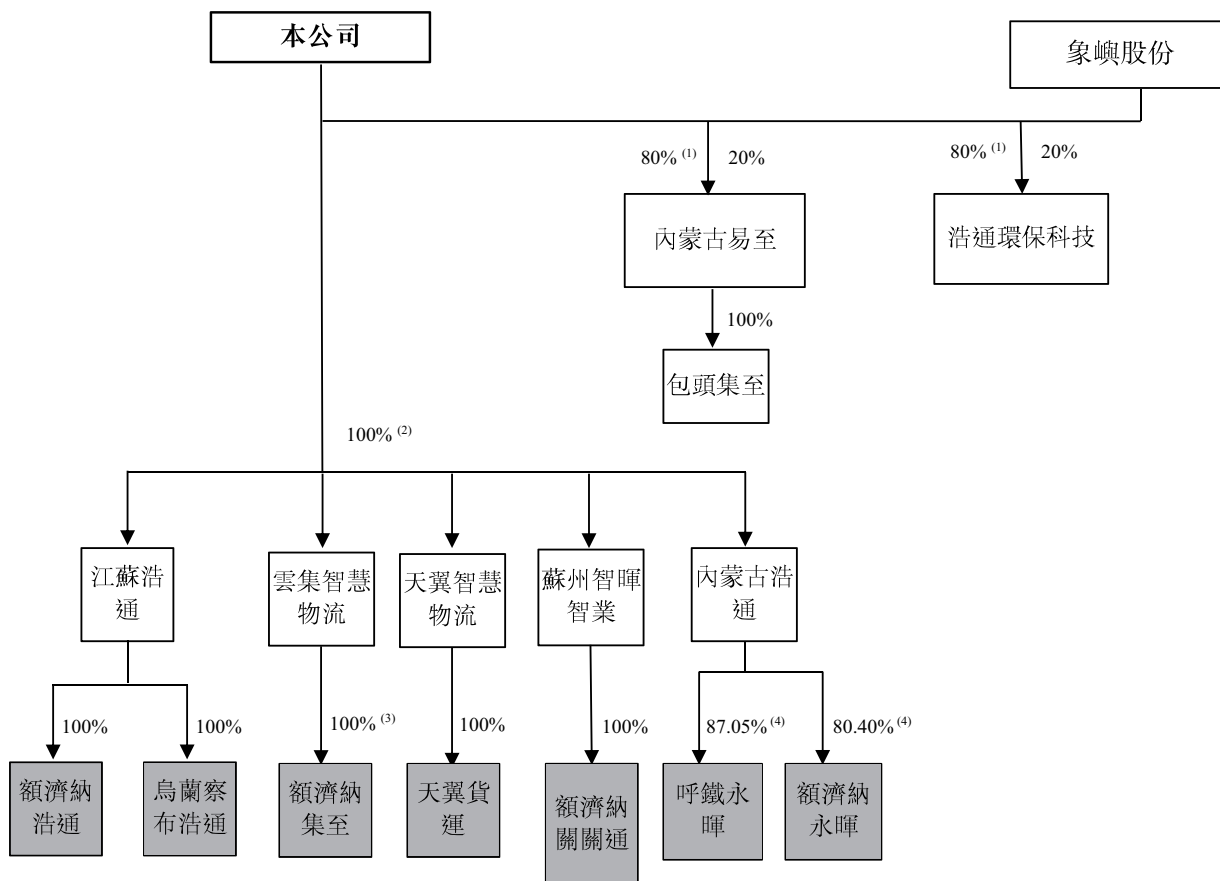 本公司
象嶼股份
80% (1)
20%
80% (1)
20%
內蒙古易至
浩通環保科技
100%
包頭集至
100% (2)
江蘇浩
通
雲集智慧
物流
天翼智慧
物流
蘇州智暉
智業
內蒙古浩
通
100%
100%
100% (3)
100%
100%
87.05% (4)
80.40% (4)
額濟納
浩通
烏蘭察
布浩通
額濟納
集至
天翼貨
運
額濟納
關關通
呼鐵永
暉
額濟納
永暉